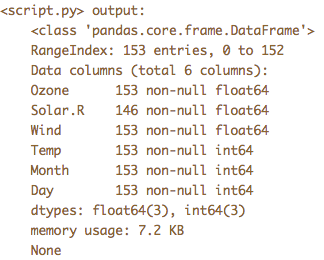 <script.py> output:
<class 'pandas.core.frame.DataFrame'>
RangeIndex: 153 entries, 0 to 152
Data columns (total 6 columns):
Ozone 153 non-null float64
Solar.R 146 non-null float64
Wind 153 non-null float64
Temp 153 non-null int64
Month 153 non-null int64
Day 153 non-null int64
dtypes: float64(3), int64(3)
memory usage: 7.2 KB
None